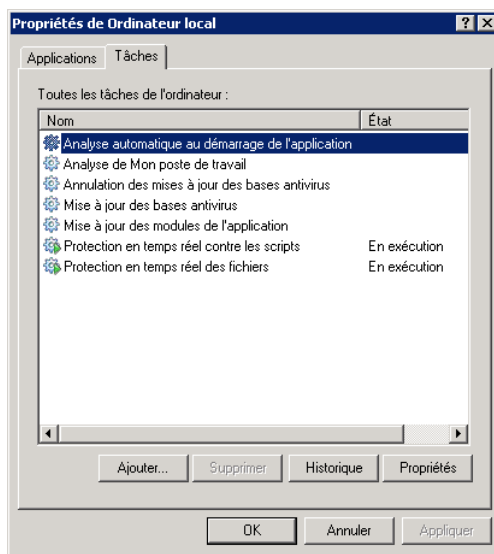 Propriétés de Ordinateur local
Applications Tâches
Toutes les tâches de l'ordinateur :
Nom État
Analyse automatique au démarrage de l'application
Analyse de Mon poste de travail
Annulation des mises à jour des bases antivirus
Mise à jour des bases antivirus
Mise à jour des modules de l'application
Protection en temps réel contre les scripts En exécution
Protection en temps réel des fichiers En exécution
Ajouter... Supprimer Historique Propriétés
OK Annuler Appliquer